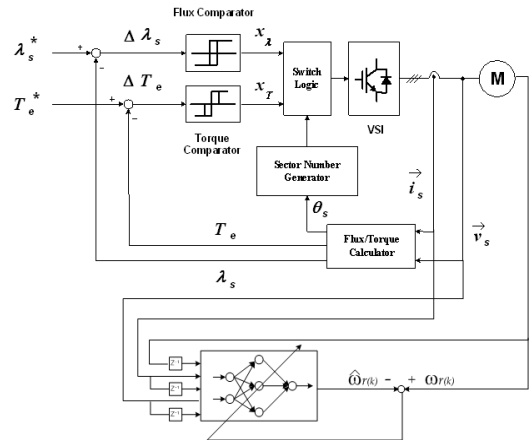 Flux Comparator
λs* + − Δ λs xλ
Te* + − Δ Te xT
Torque Comparator
Switch Logic
VSI
M
Sector Number Generator
θs
is
vs
Te
λs
Flux/Torque Calculator
Z⁻¹
Z⁻¹
Z⁻¹
ω̂r(k) - + ωr(k)